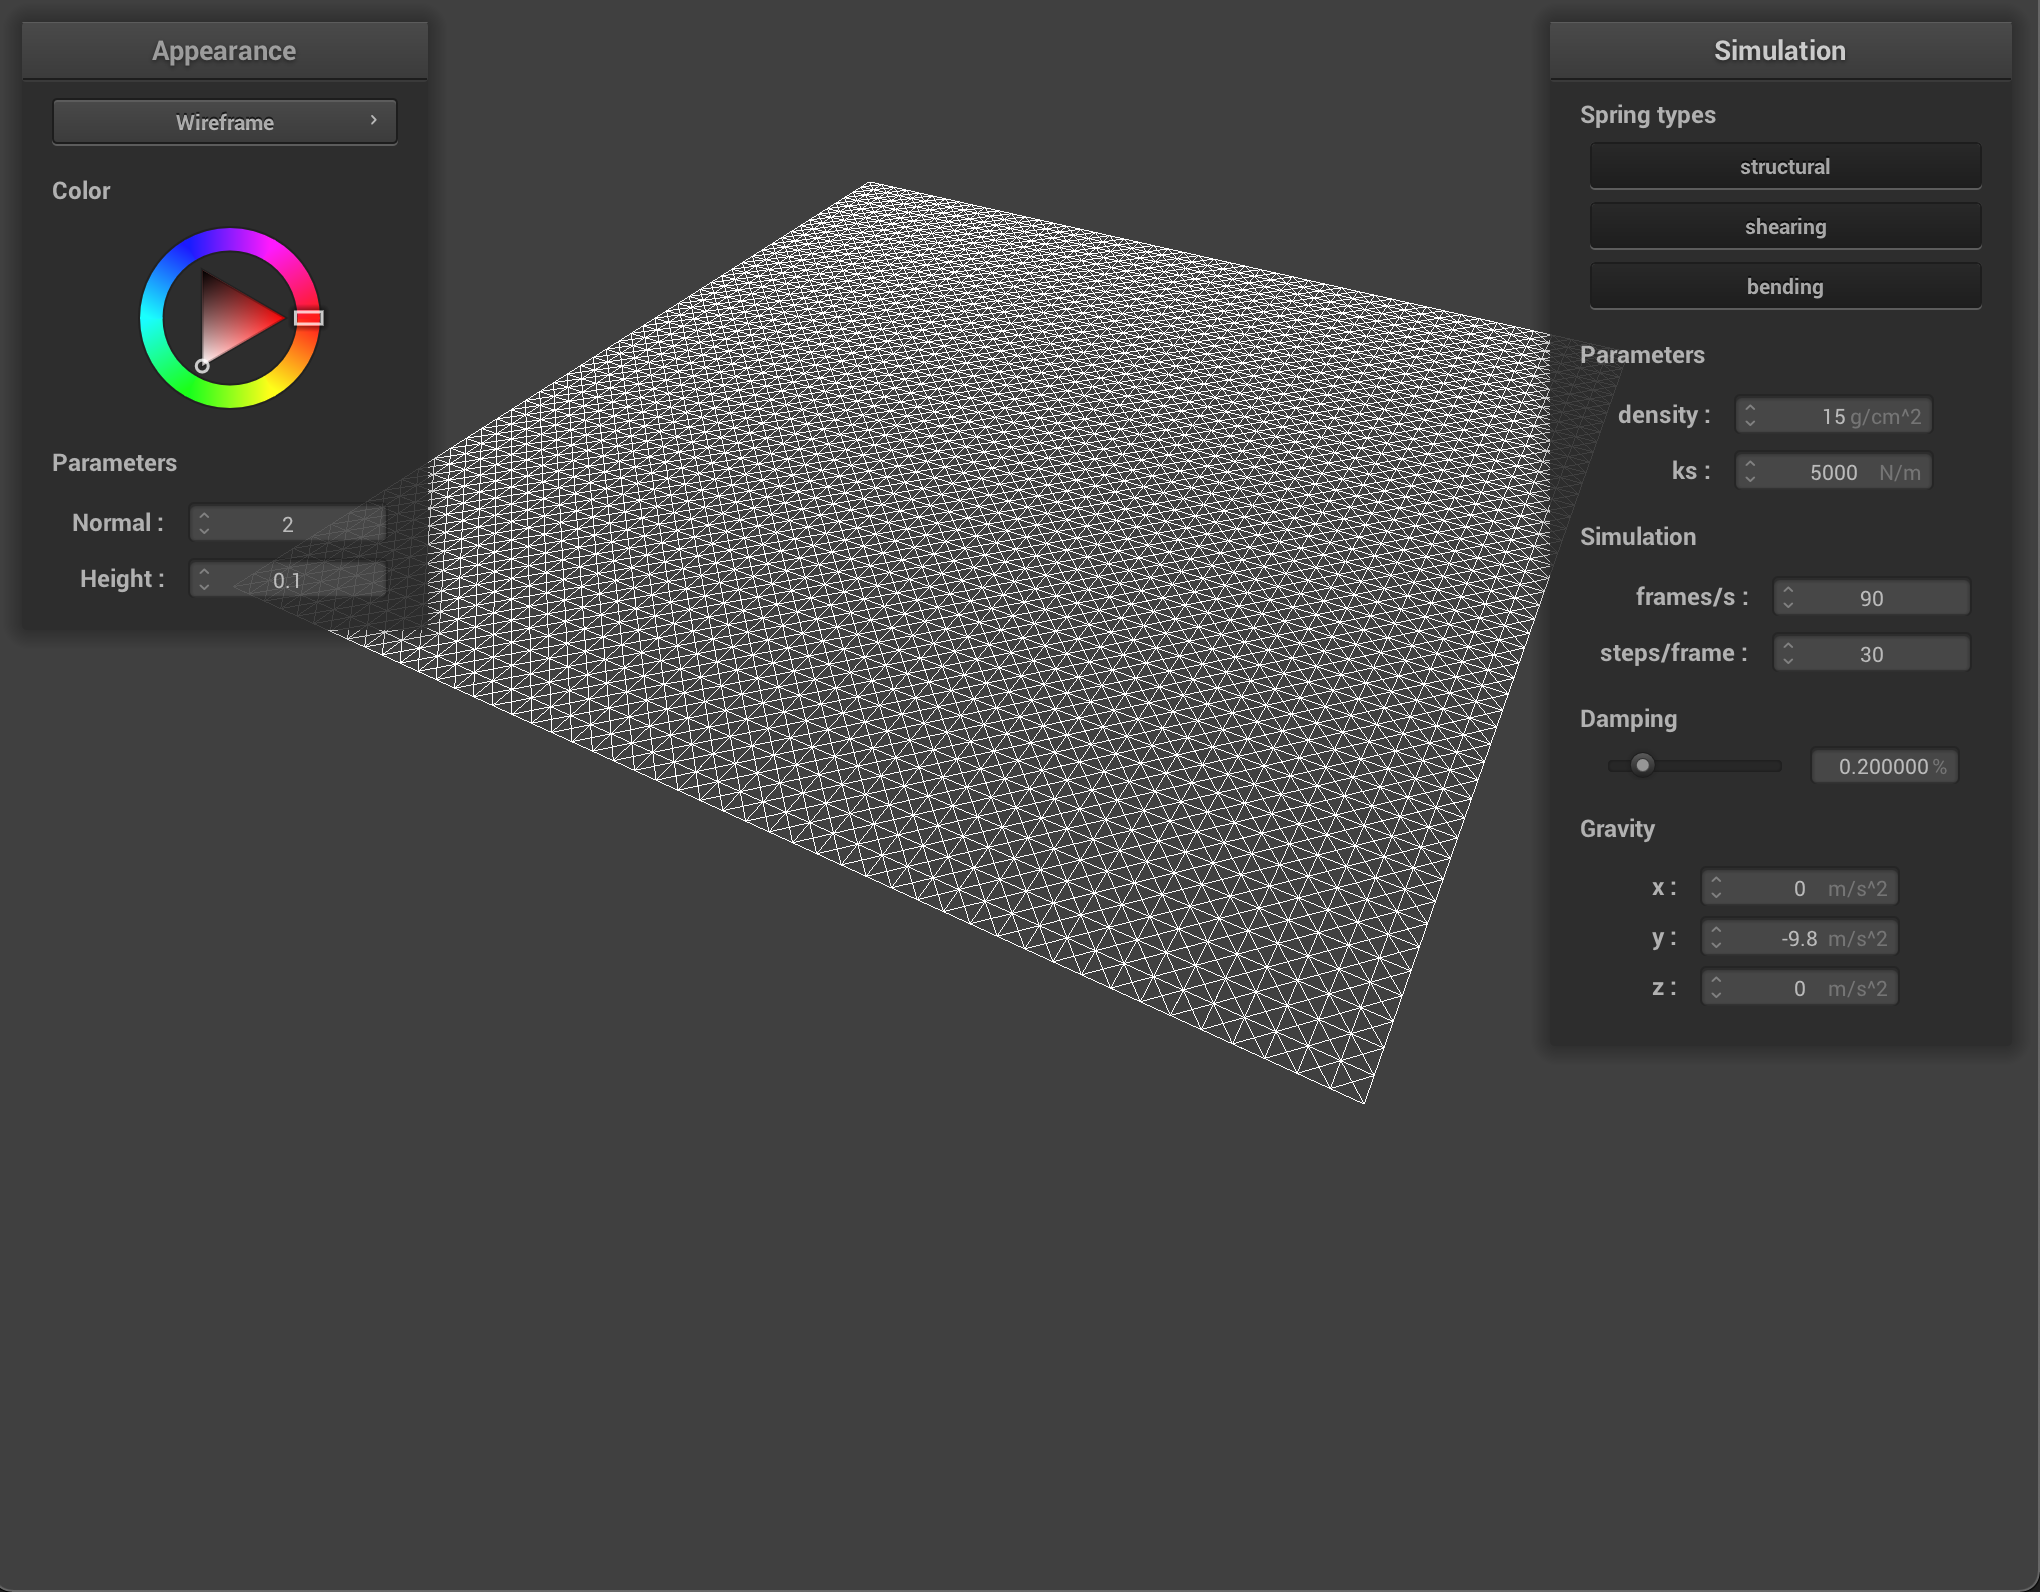 Appearance
Wireframe
Color
Parameters
Normal : 2
Height : 0.1
Simulation
Spring types
structural
shearing
bending
Parameters
density : 15 g/cm^2
ks : 5000 N/m
Simulation
frames/s : 90
steps/frame : 30
Damping
0.200000 %
Gravity
x : 0 m/s^2
y : -9.8 m/s^2
z : 0 m/s^2